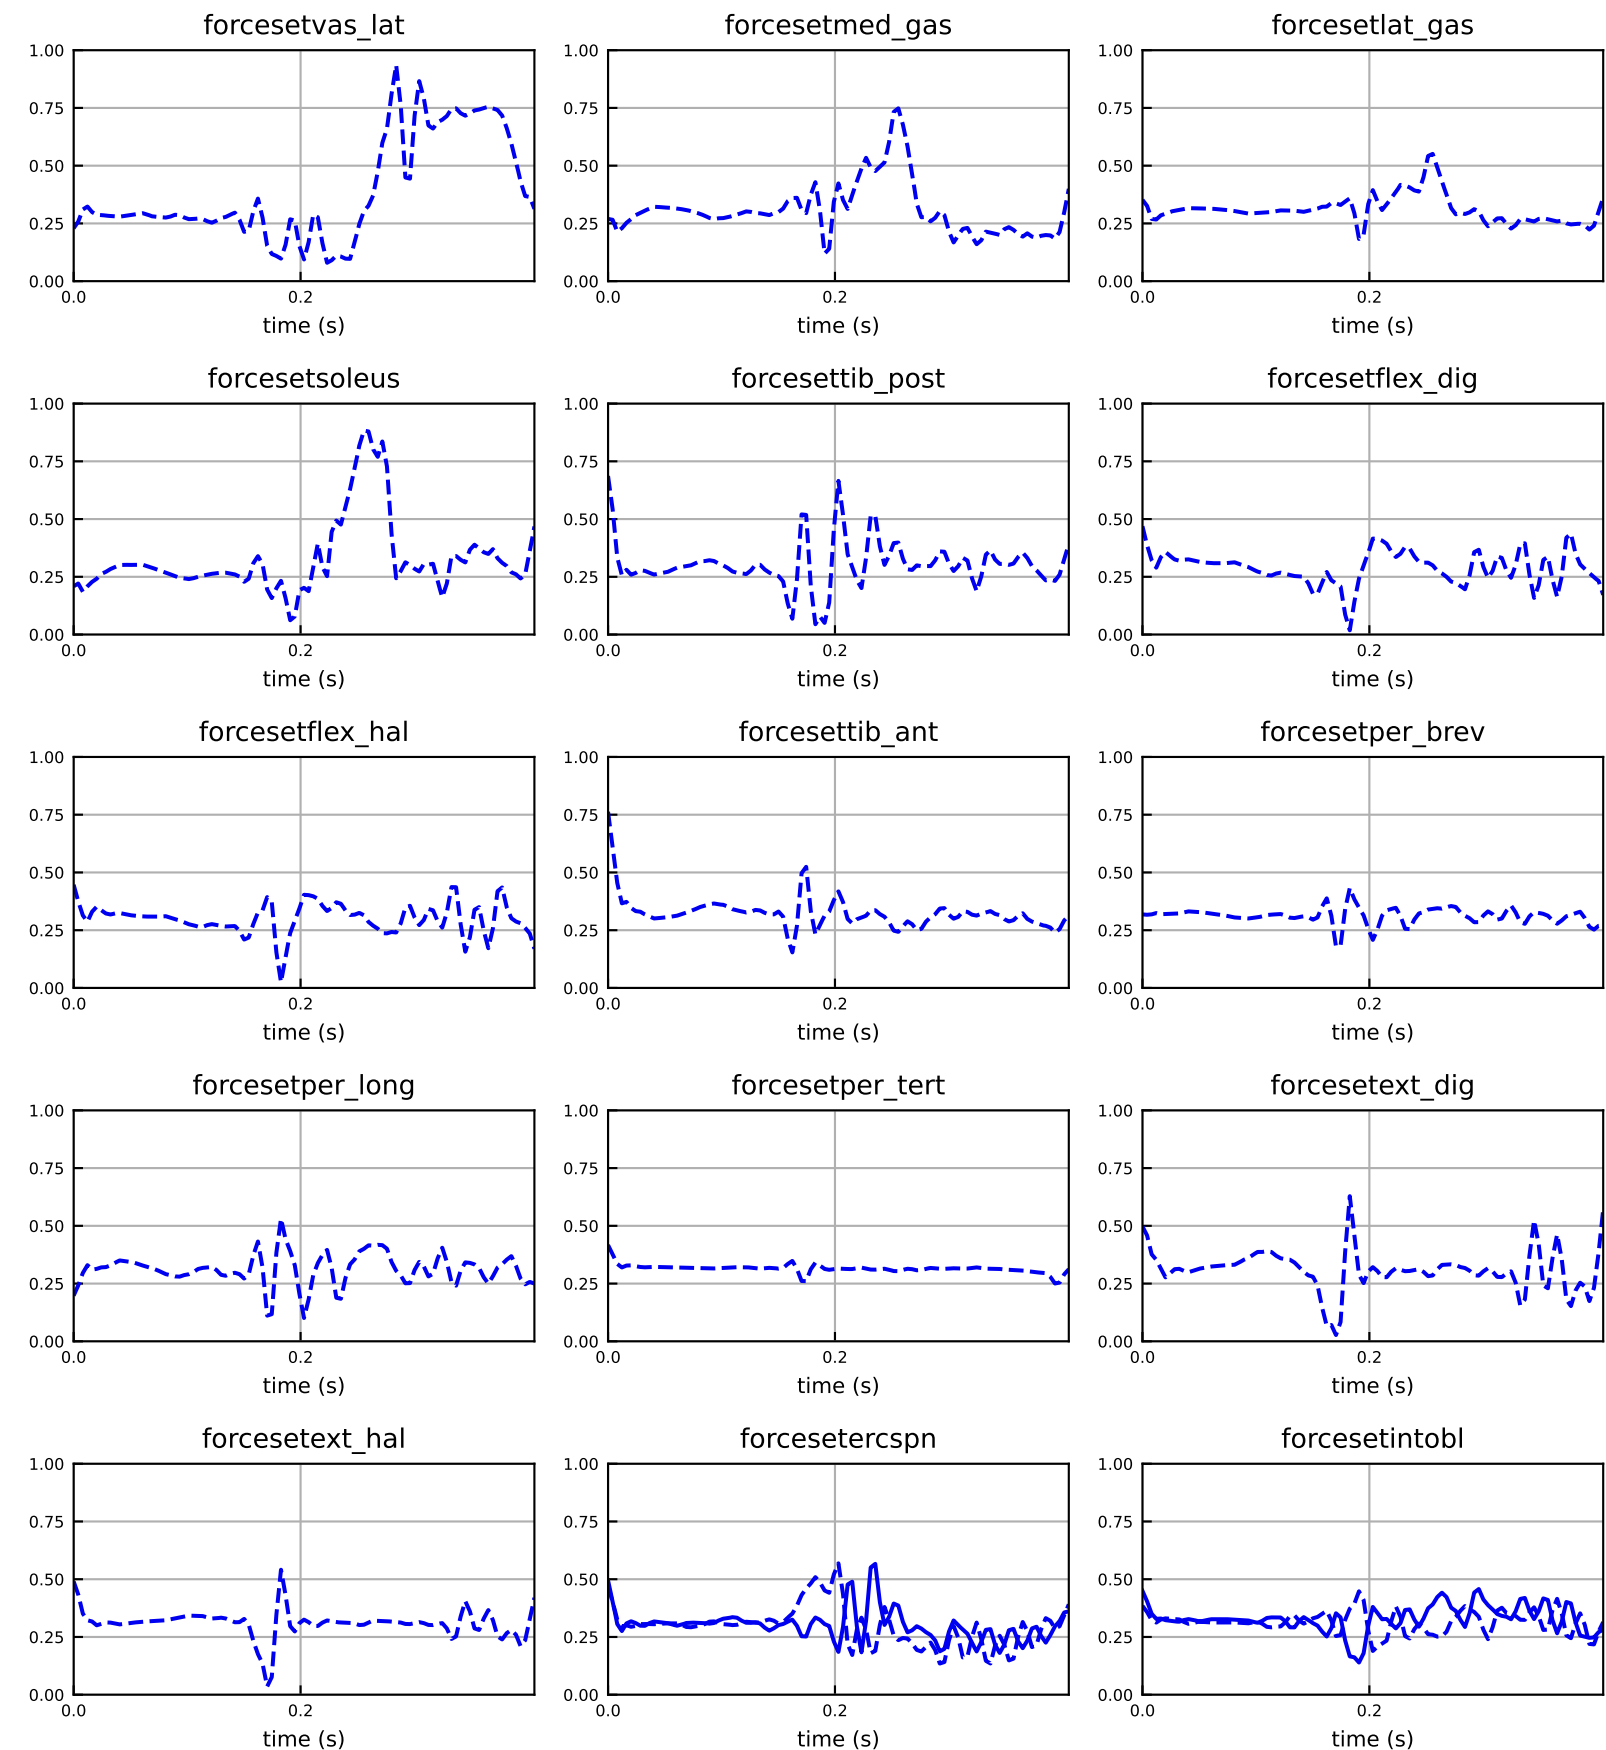 forcesetvas_lat forcesetmed_gas forcesetlat_gas
1.00 1.00 1.00
0.75 0.75 0.75
0.50 0.50 0.50
0.25 0.25 0.25
0.00 0.00 0.00
0.0 0.2 0.0 0.2 0.0 0.2
time (s) time (s) time (s)
forcesetsoleus forcesettib_post forcesetflex_dig
1.00 1.00 1.00
0.75 0.75 0.75
0.50 0.50 0.50
0.25 0.25 0.25
0.00 0.00 0.00
0.0 0.2 0.0 0.2 0.0 0.2
time (s) time (s) time (s)
forcesetflex_hal forcesettib_ant forcesetper_brev
1.00 1.00 1.00
0.75 0.75 0.75
0.50 0.50 0.50
0.25 0.25 0.25
0.00 0.00 0.00
0.0 0.2 0.0 0.2 0.0 0.2
time (s) time (s) time (s)
forcesetper_long forcesetper_tert forcesetext_dig
1.00 1.00 1.00
0.75 0.75 0.75
0.50 0.50 0.50
0.25 0.25 0.25
0.00 0.00 0.00
0.0 0.2 0.0 0.2 0.0 0.2
time (s) time (s) time (s)
forcesetext_hal forcesetercspn forcesetintobl
1.00 1.00 1.00
0.75 0.75 0.75
0.50 0.50 0.50
0.25 0.25 0.25
0.00 0.00 0.00
0.0 0.2 0.0 0.2 0.0 0.2
time (s) time (s) time (s)